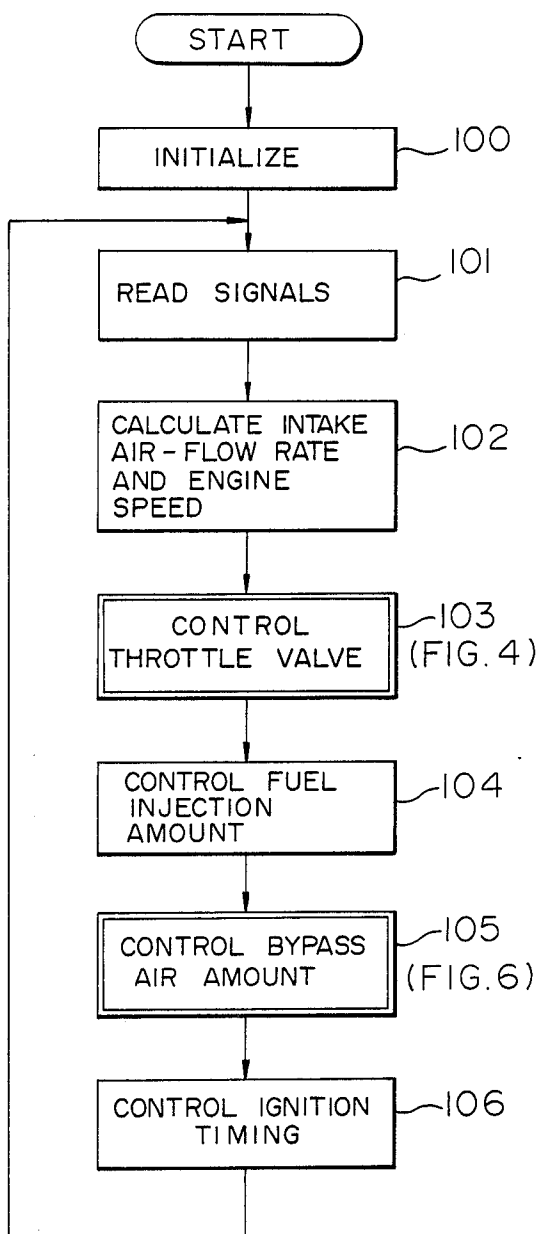 START
INITIALIZE
100
READ SIGNALS
101
CALCULATE INTAKE
AIR-FLOW RATE
AND ENGINE
SPEED
102
CONTROL
THROTTLE VALVE
103
(FIG. 4)
CONTROL FUEL
INJECTION
AMOUNT
104
CONTROL BYPASS
AIR AMOUNT
105
(FIG. 6)
CONTROL IGNITION
TIMING
106